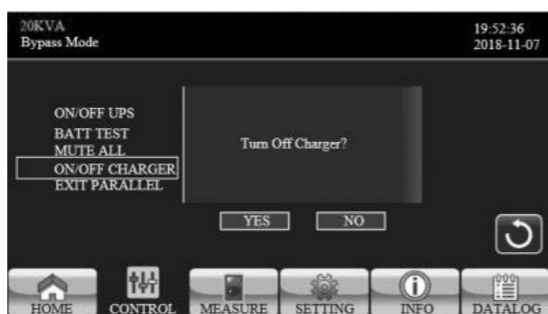 20KVA
Bypass Mode
19:52:36
2018-11-07
ON/OFF UPS
BATT TEST
MUTE ALL
ON/OFF CHARGER
EXIT PARALLEL
Turn Off Charger?
YES NO
HOME CONTROL MEASURE SETTING INFO DATALOG